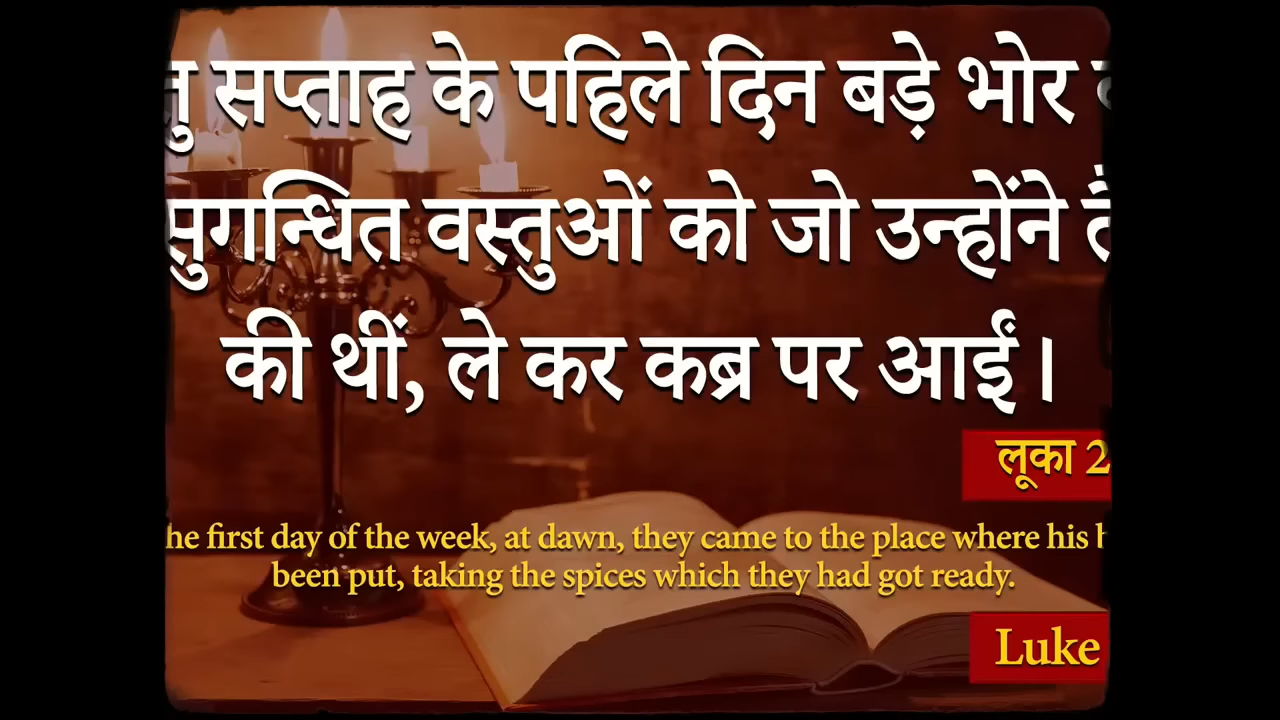 सप्ताह के पहिले दिन बड़े भोर
सुगन्धित वस्तुओं को जो उन्होंने
की थीं, ले कर कब्र पर आईं।
लूका 2
first day of the week, at dawn, they came to the place where his
been put, taking the spices which they had got ready.
Luke